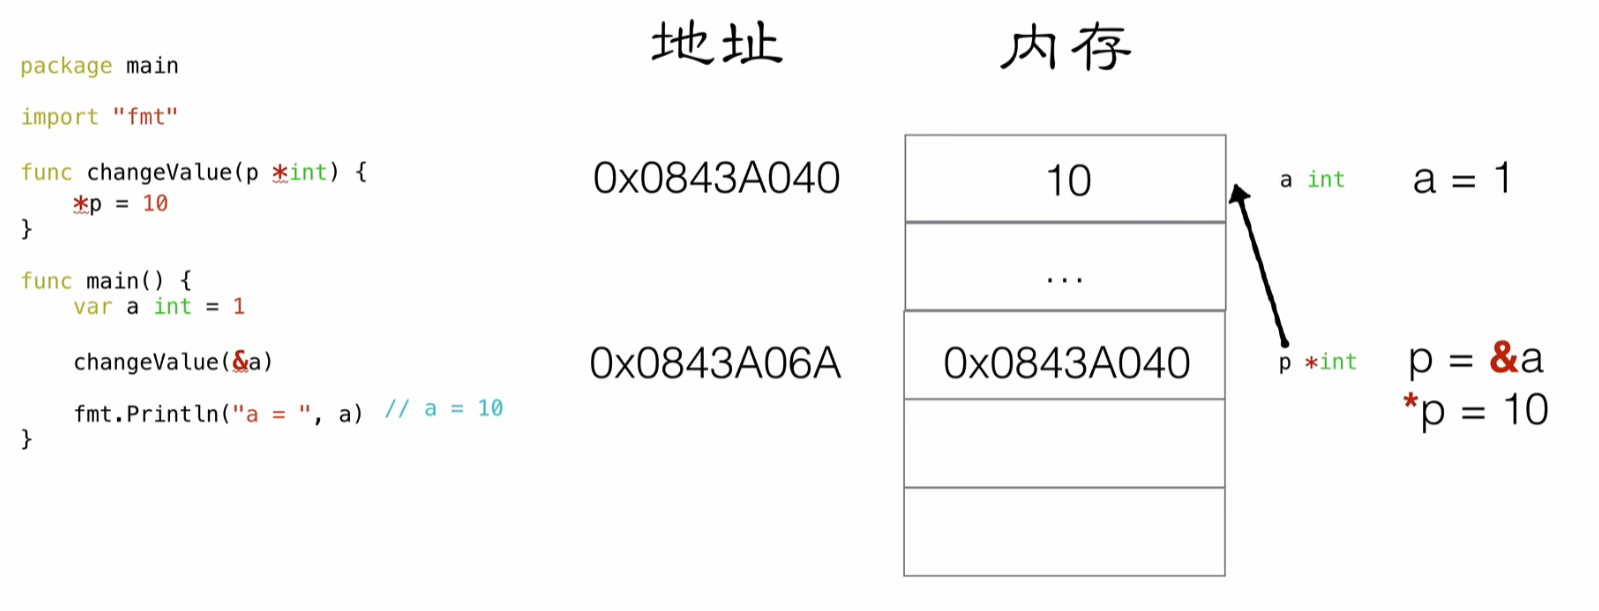 package main
import "fmt"
func changeValue(p *int) {
    *p = 10
}
func main() {
    var a int = 1
    changeValue(&a)
    fmt.Println("a = ", a) // a = 10
}
地址 内存
0x0843A040 10 a int a = 1
...
0x0843A06A 0x0843A040 p *int p = &a
*p = 10